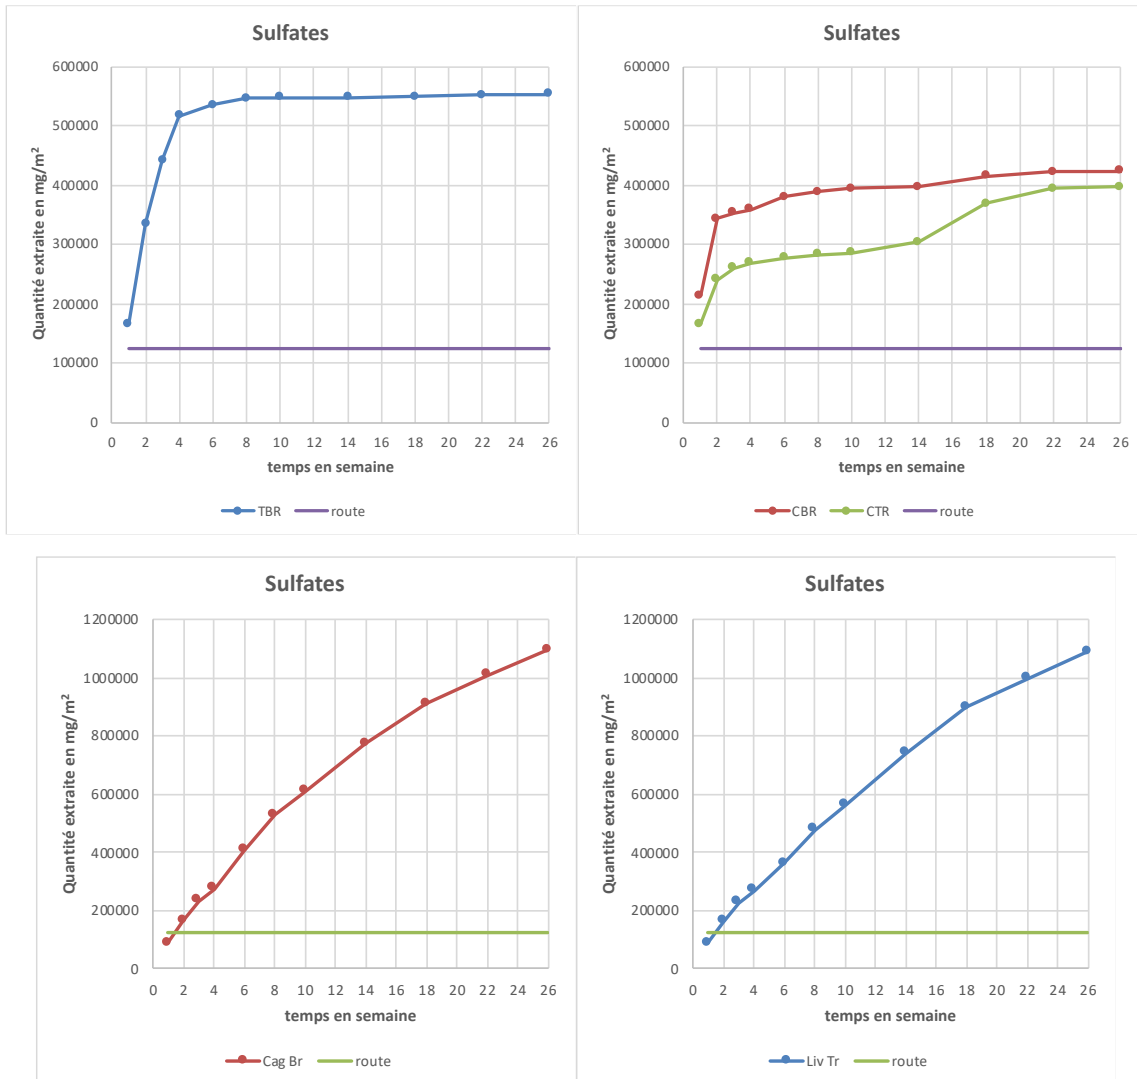 Sulfates
Quantité extraite en mg/m²
600000
500000
400000
300000
200000
100000
0
0 2 4 6 8 10 12 14 16 18 20 22 24 26
temps en semaine
TBR route
Sulfates
Quantité extraite en mg/m²
600000
500000
400000
300000
200000
100000
0
0 2 4 6 8 10 12 14 16 18 20 22 24 26
temps en semaine
CBR CTR route
Sulfates
Quantité extraite en mg/m²
1200000
1000000
800000
600000
400000
200000
0
0 2 4 6 8 10 12 14 16 18 20 22 24 26
temps en semaine
Cag Br route
Sulfates
Quantité extraite en mg/m²
1200000
1000000
800000
600000
400000
200000
0
0 2 4 6 8 10 12 14 16 18 20 22 24 26
temps en semaine
Liv Tr route